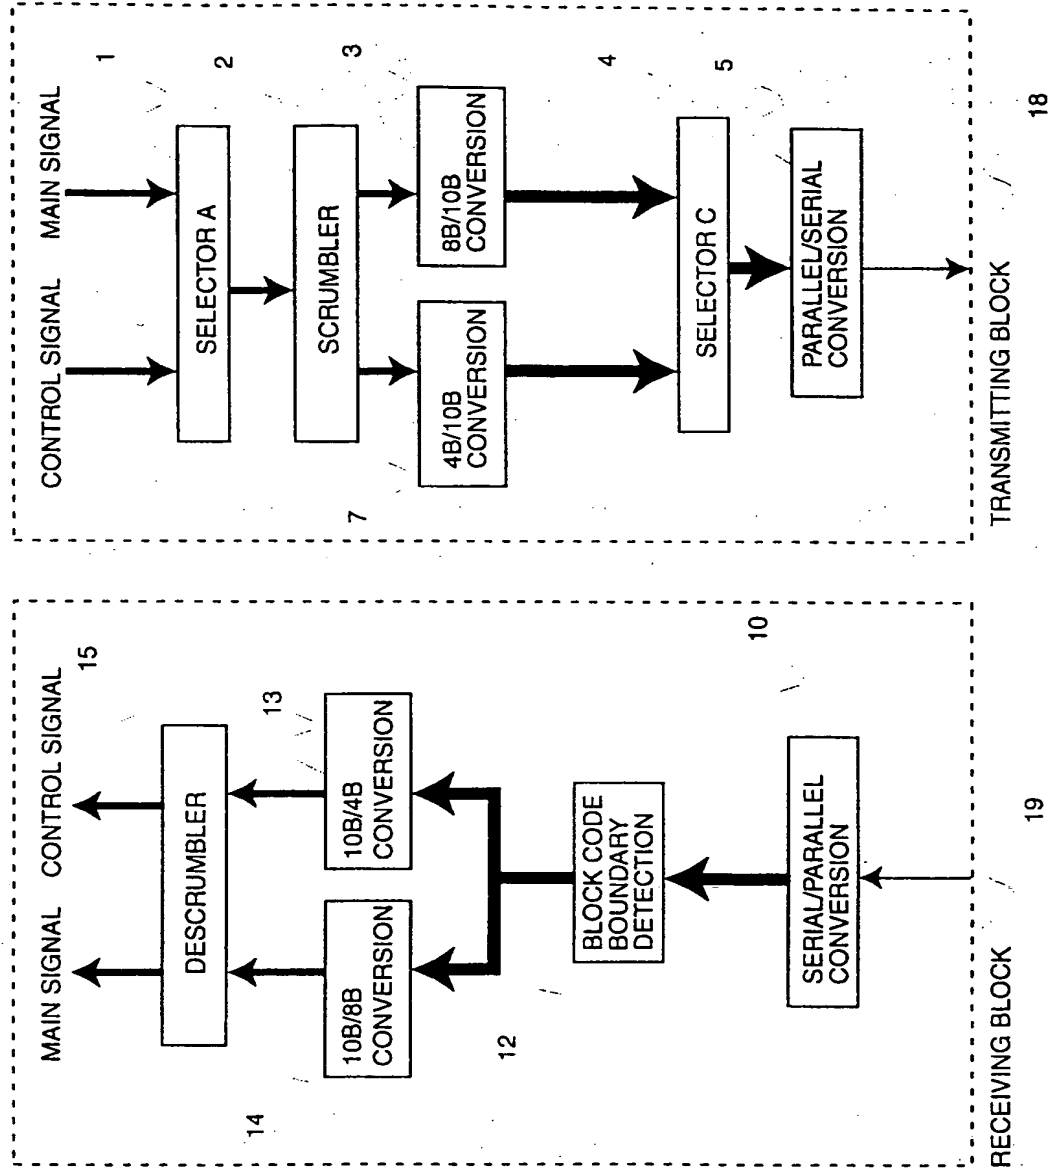 CONTROL SIGNAL
MAIN SIGNAL
1
SELECTOR A
2
SCRUMBLER
3
7
4B/10B
CONVERSION
8B/10B
CONVERSION
4
SELECTOR C
5
PARALLEL/SERIAL
CONVERSION
TRANSMITTING BLOCK
18
MAIN SIGNAL
CONTROL SIGNAL
15
DESCRUMBLER
14
13
10B/8B
CONVERSION
10B/4B
CONVERSION
12
BLOCK CODE
BOUNDARY
DETECTION
10
SERIAL/PARALLEL
CONVERSION
RECEIVING BLOCK
19